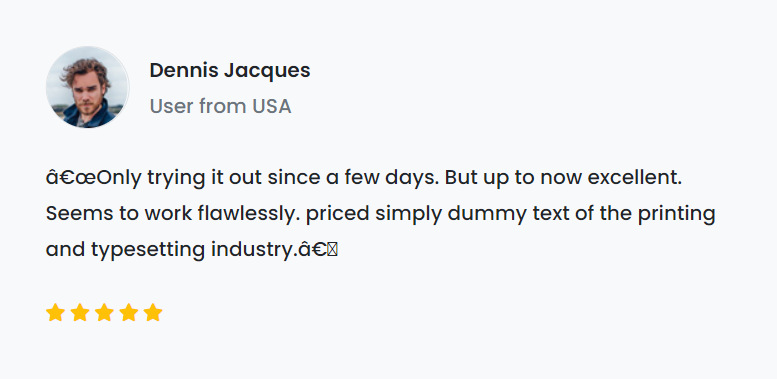 Dennis Jacques
User from USA
â€œOnly trying it out since a few days. But up to now excellent.
Seems to work flawlessly. priced simply dummy text of the printing
and typesetting industry.â€